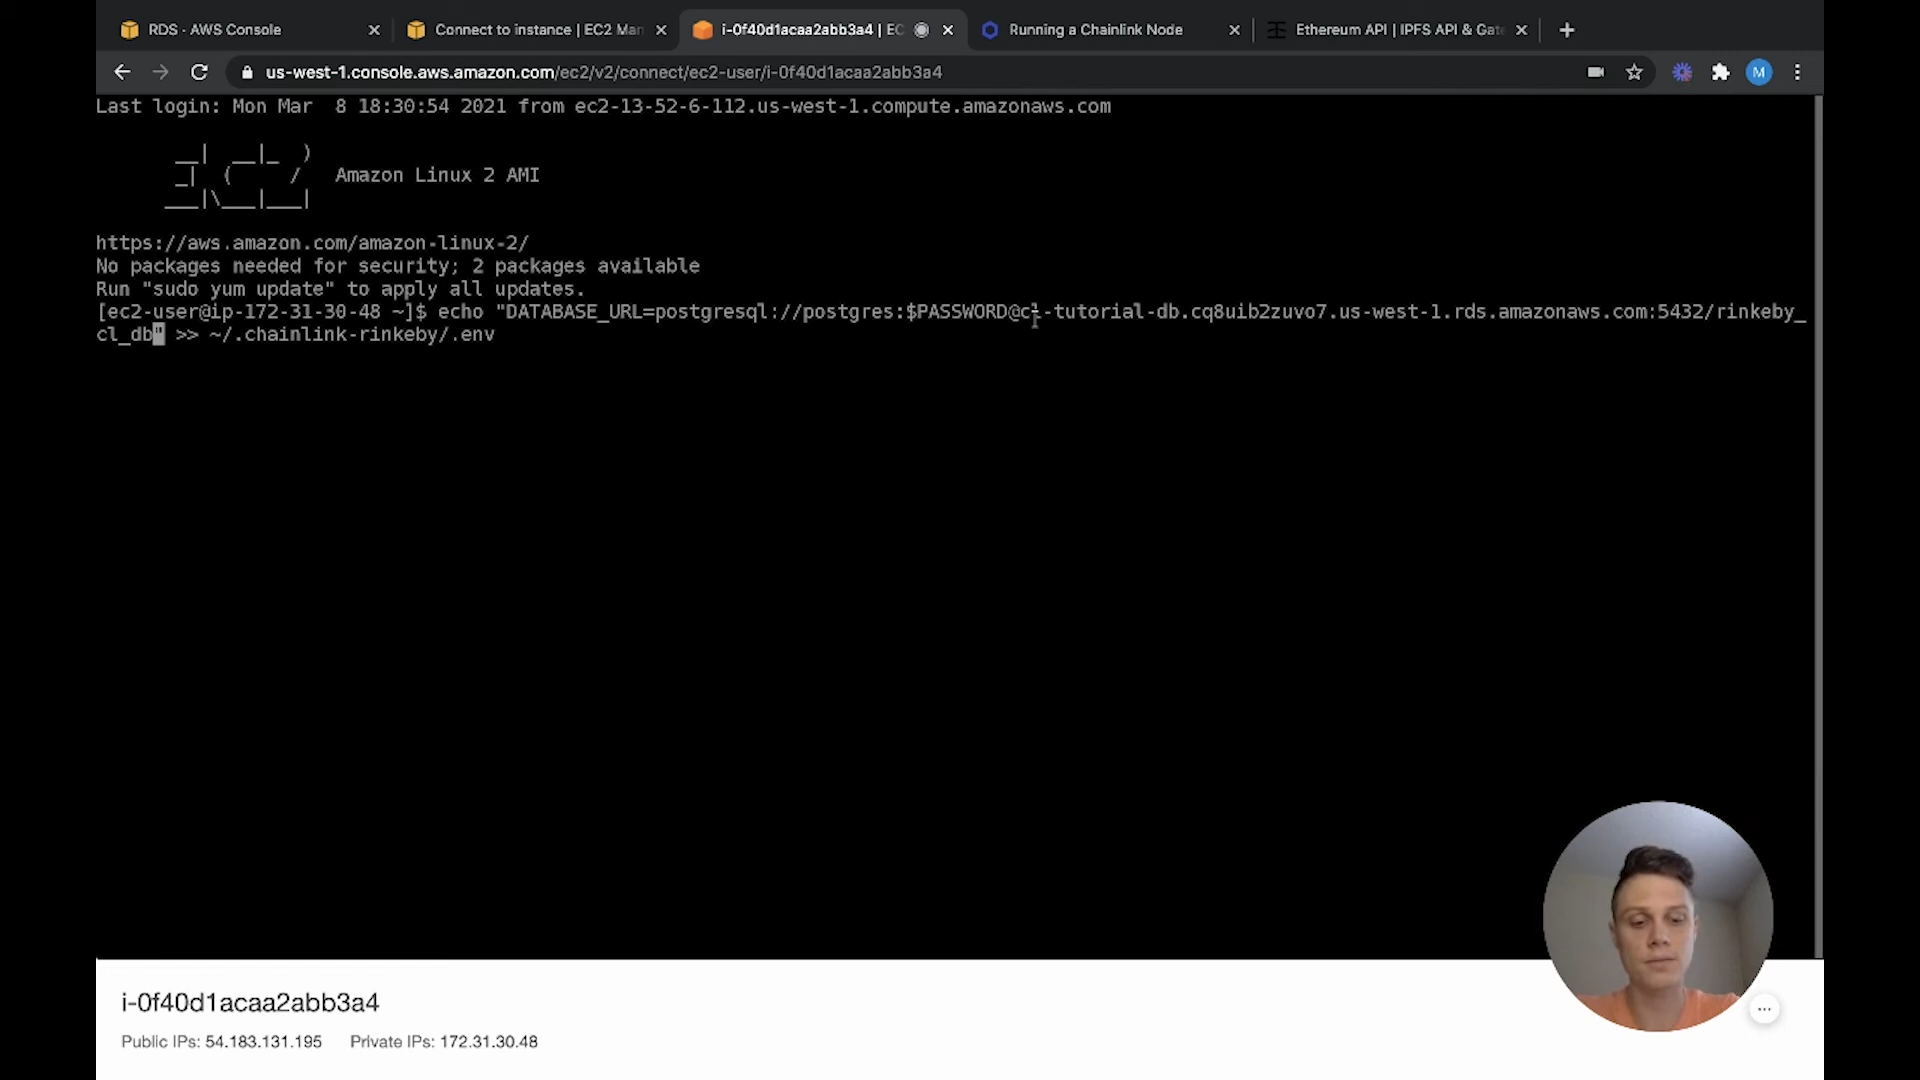 RDS - AWS Console
Connect to instance | EC2 Man
i-0f40d1acaa2abb3a4 | EC
Running a Chainlink Node
Ethereum API | IPFS API & Gate
us-west-1.console.aws.amazon.com/ec2/v2/connect/ec2-user/i-0f40d1acaa2abb3a4
M
Last login: Mon Mar  8 18:30:54 2021 from ec2-13-52-6-112.us-west-1.compute.amazonaws.com
__|  __|_  )
_|  (     /   Amazon Linux 2 AMI
___|\___|___|
https://aws.amazon.com/amazon-linux-2/
No packages needed for security; 2 packages available
Run "sudo yum update" to apply all updates.
[ec2-user@ip-172-31-30-48 ~]$ echo "DATABASE_URL=postgresql://postgres:$PASSWORD@cl-tutorial-db.cq8uib2zuvo7.us-west-1.rds.amazonaws.com:5432/rinkeby_
cl_db" >> ~/.chainlink-rinkeby/.env
i-0f40d1acaa2abb3a4
Public IPs: 54.183.131.195 Private IPs: 172.31.30.48